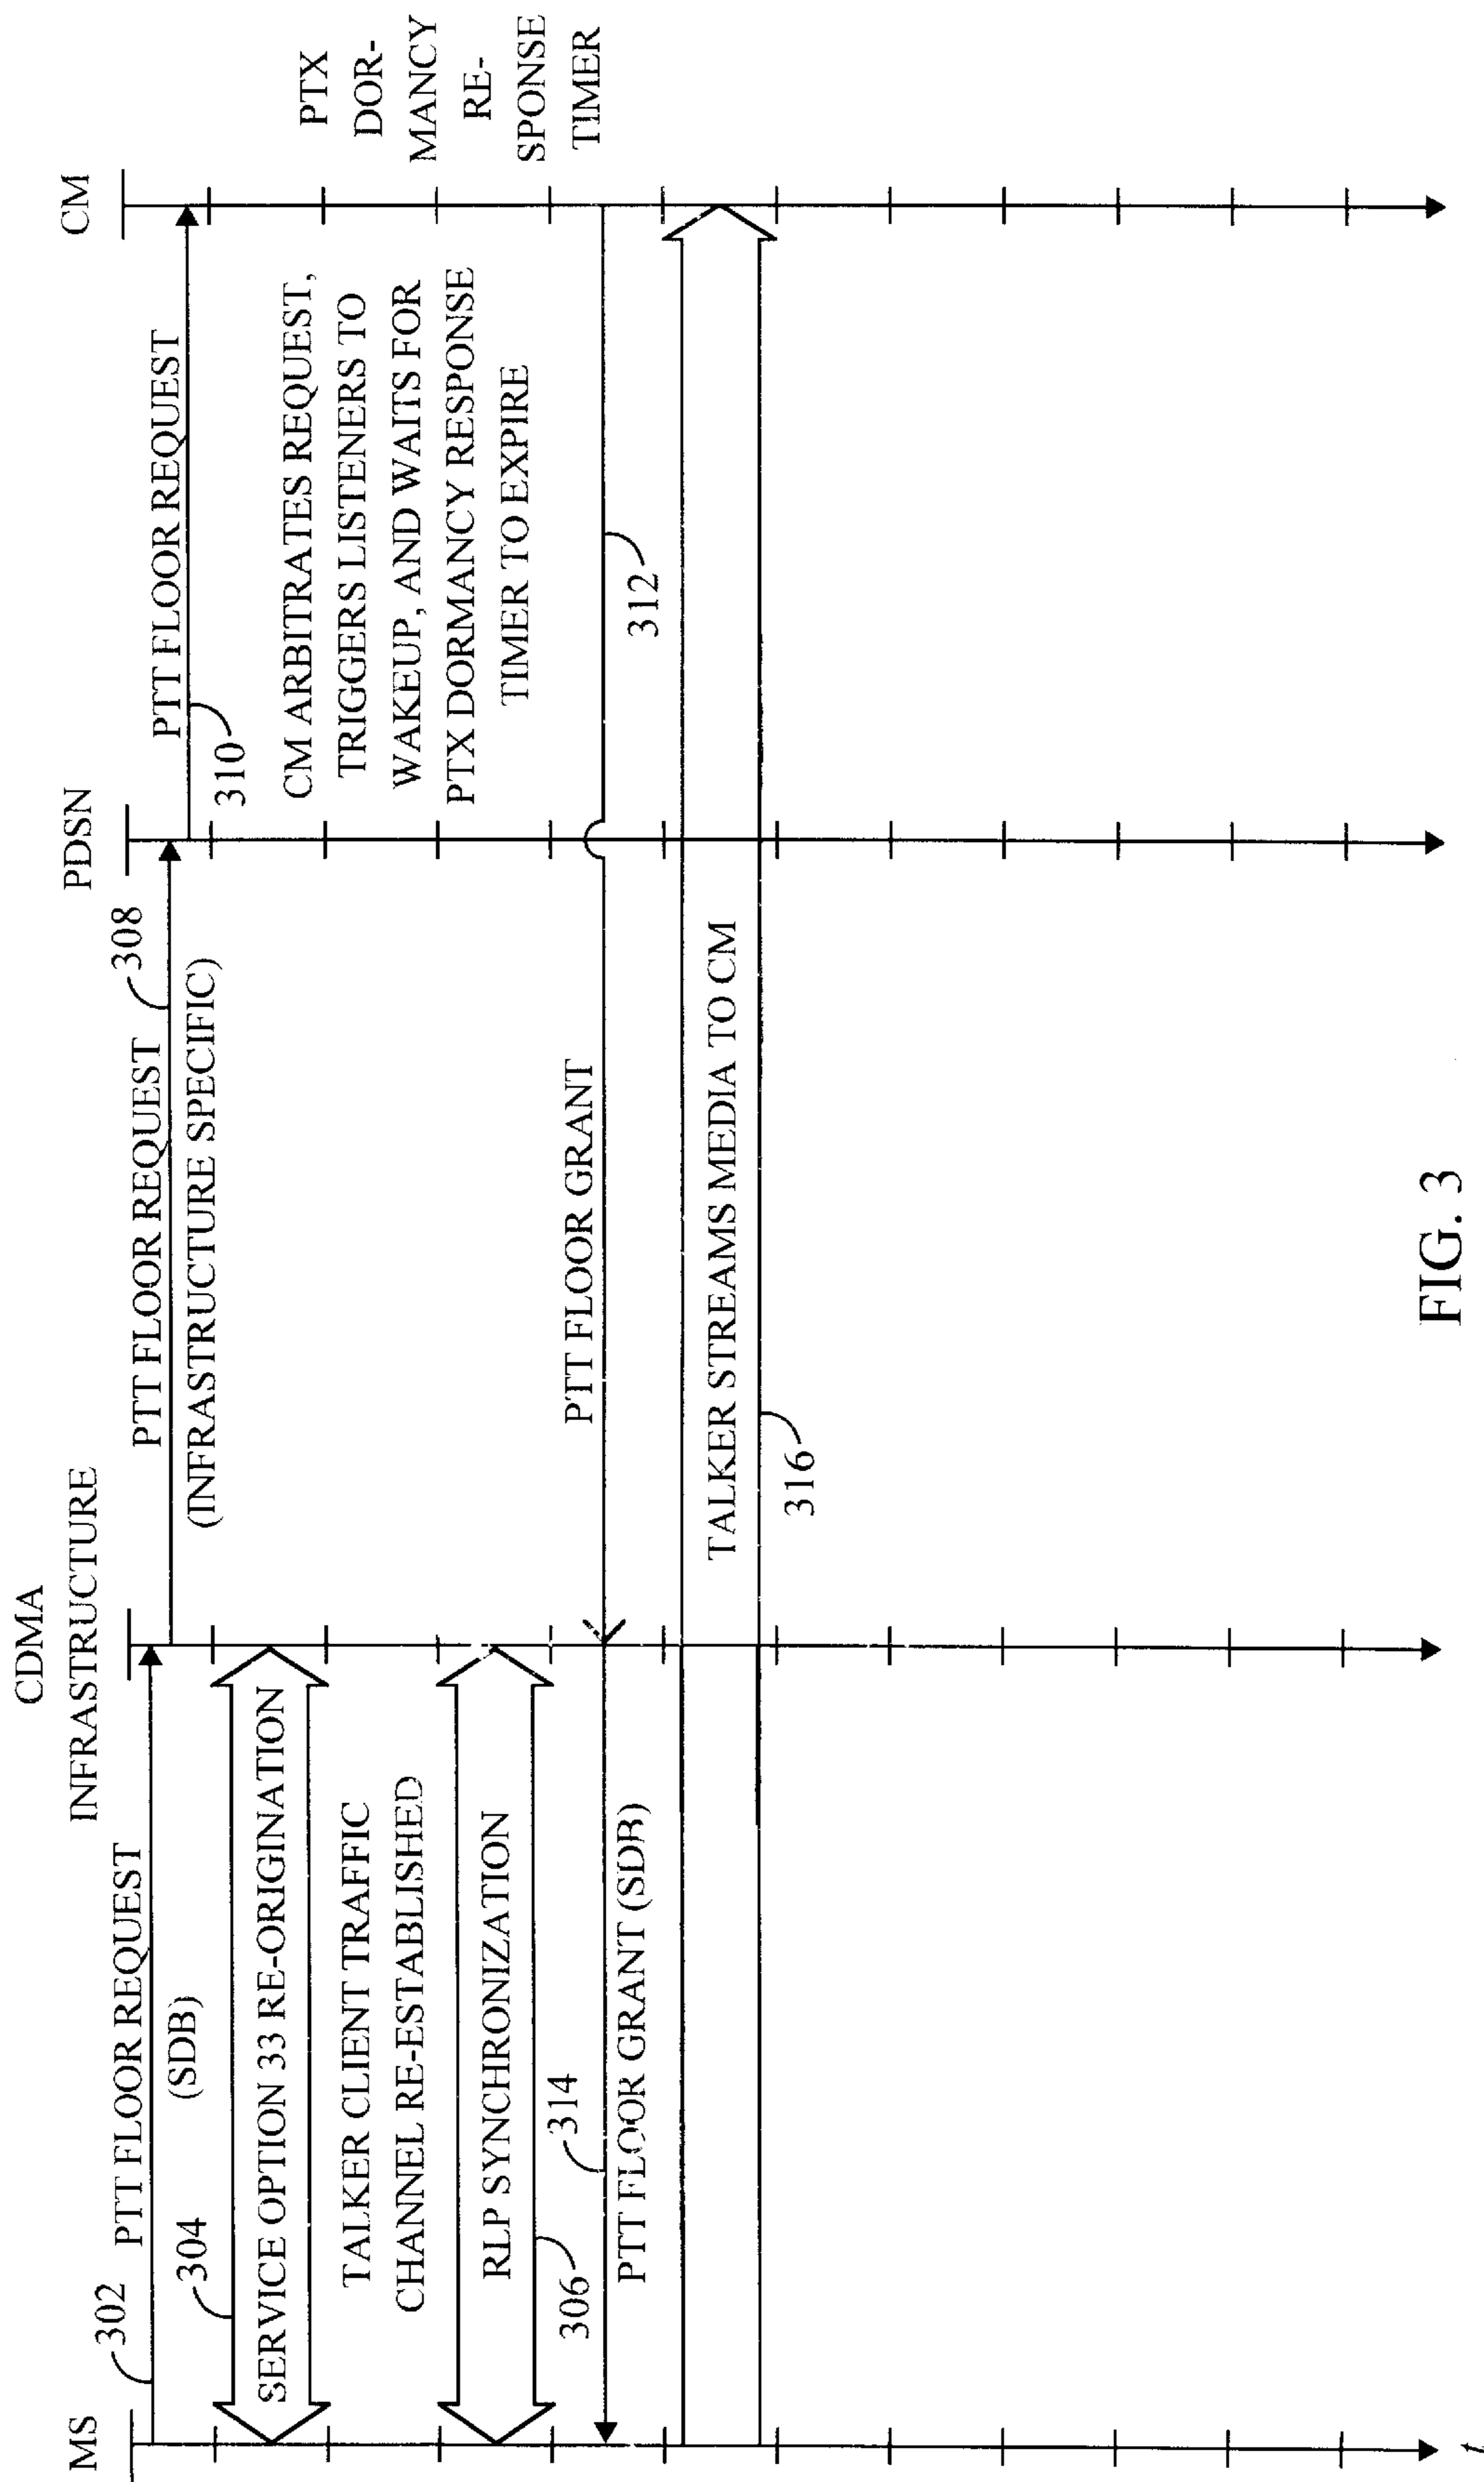 MS
CDMA
INFRASTRUCTURE
PDSN
CM
302
PTT FLOOR REQUEST
(SDB)
308
PTT FLOOR REQUEST
(INFRASTRUCTURE SPECIFIC)
PTT FLOOR REQUEST
310
304
SERVICE OPTION 33 RE-ORIGINATION
TALKER CLIENT TRAFFIC
CHANNEL RE-ESTABLISHED
RLP SYNCHRONIZATION
306
CM ARBITRATES REQUEST,
TRIGGERS LISTENERS TO
WAKEUP, AND WAITS FOR
PTX DORMANCY RESPONSE
TIMER TO EXPIRE
PTX
DOR-
MANCY
RE-
SPONSE
TIMER
314
PTT FLOOR GRANT (SDB)
PTT FLOOR GRANT
312
TALKER STREAMS MEDIA TO CM
316
t
FIG. 3